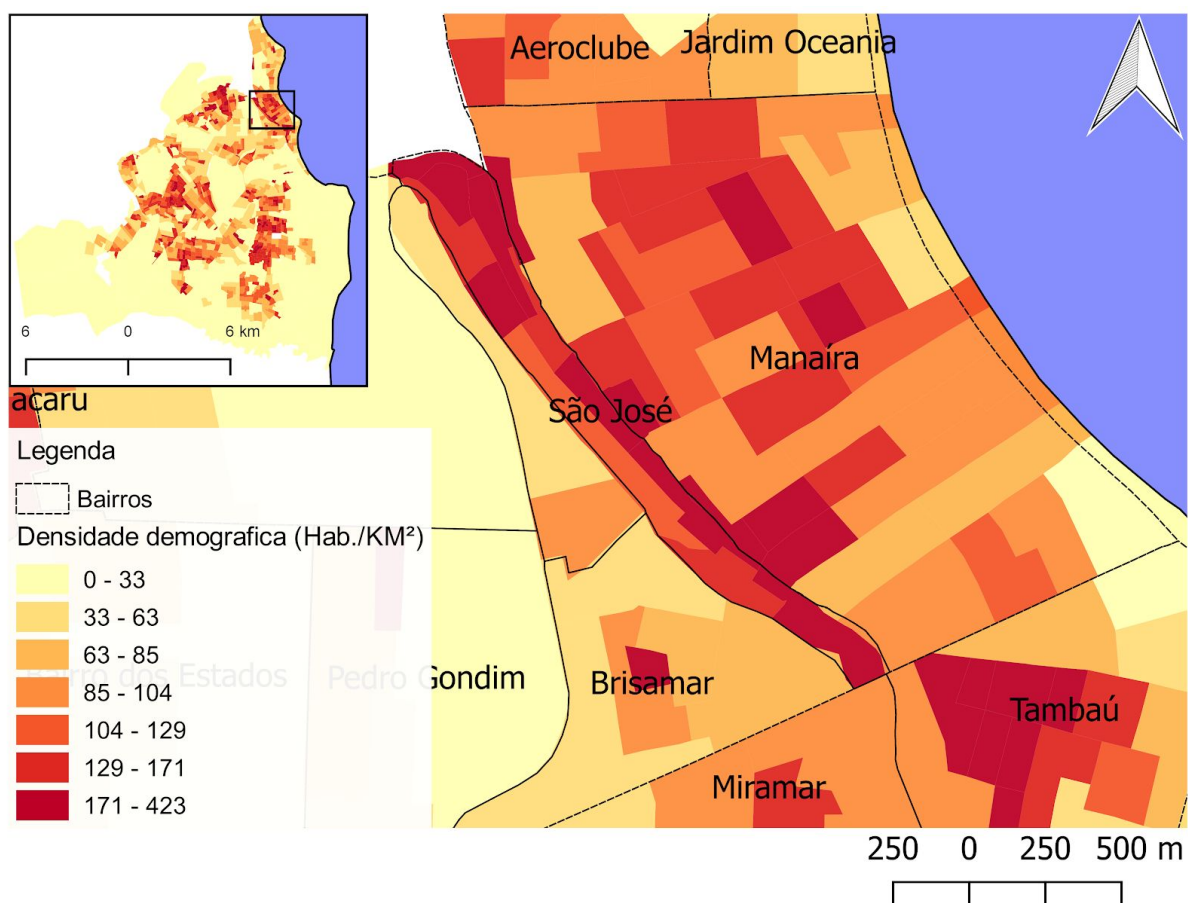 Aeroclube
Jardim Oceania
6 0 6 km
Manaíra
São José
acaru
Legenda
Bairros
Densidade demografica (Hab./KM²)
0 - 33
33 - 63
63 - 85
85 - 104
104 - 129
129 - 171
171 - 423
Bairro dos Estados
Pedro Gondim
Brisamar
Tambaú
Miramar
250 0 250 500 m